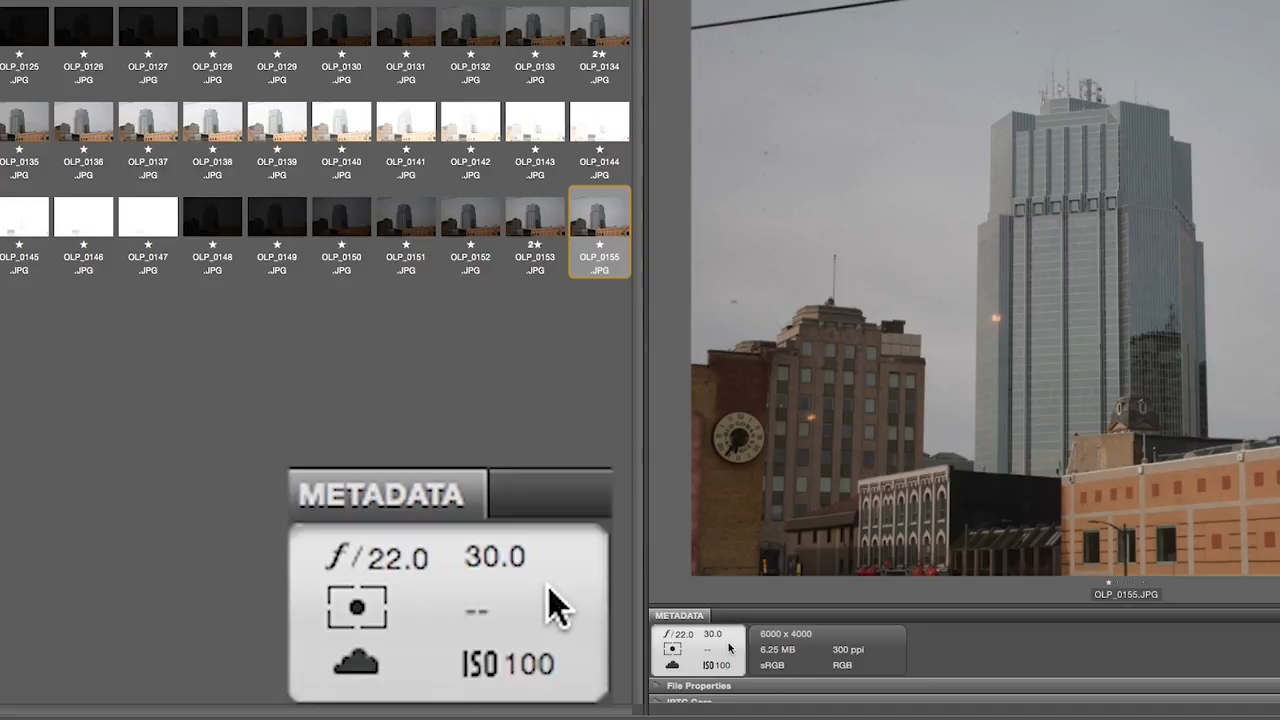 2★
OLP_0125 OLP_0126 OLP_0127 OLP_0128 OLP_0129 OLP_0130 OLP_0131 OLP_0132 OLP_0133 OLP_0134
.JPG .JPG .JPG .JPG .JPG .JPG .JPG .JPG .JPG .JPG
OLP_0135 OLP_0136 OLP_0137 OLP_0138 OLP_0139 OLP_0140 OLP_0141 OLP_0142 OLP_0143 OLP_0144
.JPG .JPG .JPG .JPG .JPG .JPG .JPG .JPG .JPG .JPG
2★
OLP_0145 OLP_0146 OLP_0147 OLP_0148 OLP_0149 OLP_0150 OLP_0151 OLP_0152 OLP_0153 OLP_0155
.JPG .JPG .JPG .JPG .JPG .JPG .JPG .JPG .JPG .JPG
METADATA
f/22.0 30.0
--
ISO 100
OLP_0155.JPG
METADATA
f/22.0 30.0
--
ISO 100
6000 x 4000
6.25 MB 300 ppi
sRGB RGB
File Properties
IPTC Core